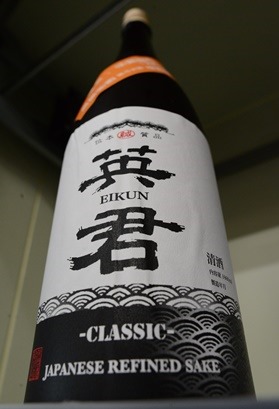 英
EIKUN
君
清酒
-CLASSIC-
JAPANESE REFINED SAKE